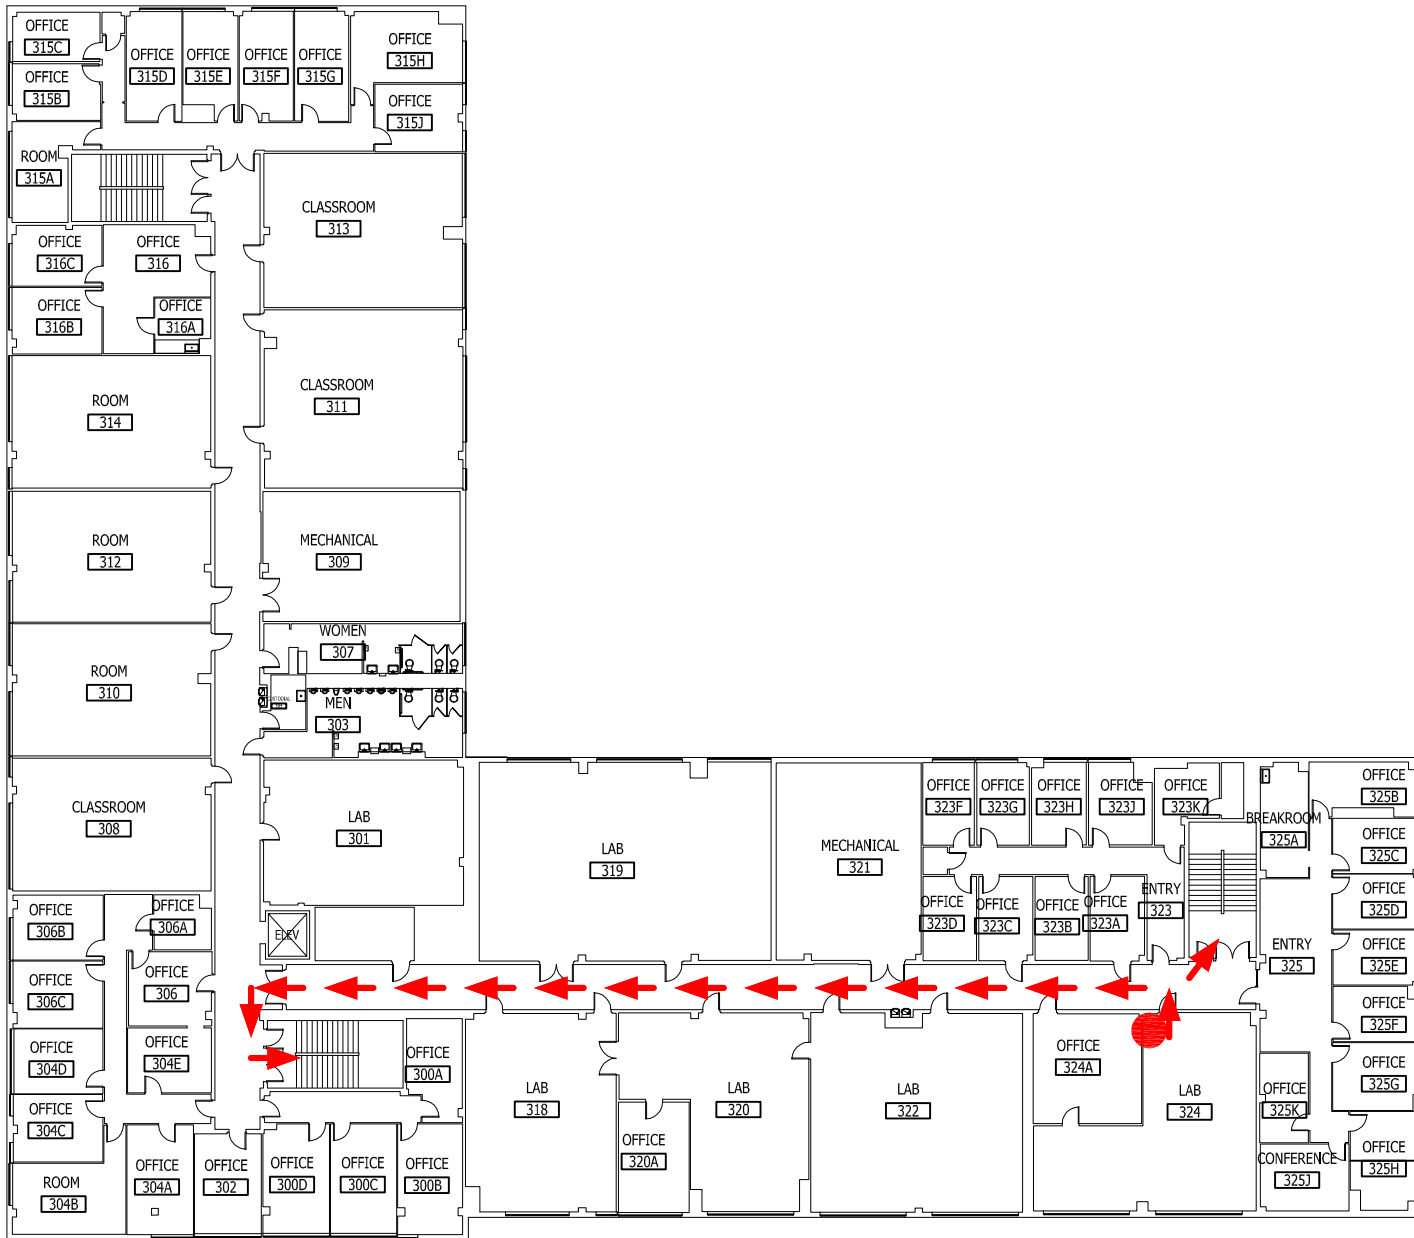 OFFICE
315C
OFFICE
315B
ROOM
315A
OFFICE
315D
OFFICE
315E
OFFICE
315F
OFFICE
315G
OFFICE
315H
OFFICE
315J
CLASSROOM
313
OFFICE
316C
OFFICE
316
OFFICE
316B
OFFICE
316A
CLASSROOM
311
ROOM
314
ROOM
312
MECHANICAL
309
WOMEN
307
CUSTODIAL
MEN
303
ROOM
310
CLASSROOM
308
LAB
301
LAB
319
MECHANICAL
321
OFFICE
323F
OFFICE
323G
OFFICE
323H
OFFICE
323J
OFFICE
323K
BREAKROOM
325A
OFFICE
325B
OFFICE
325C
OFFICE
325D
OFFICE
325E
OFFICE
325F
OFFICE
325G
OFFICE
325H
OFFICE
323D
OFFICE
323C
OFFICE
323B
OFFICE
323A
ENTRY
323
ENTRY
325
ELEV
OFFICE
306B
OFFICE
306A
OFFICE
306C
OFFICE
306
OFFICE
304D
OFFICE
304E
OFFICE
304C
ROOM
304B
OFFICE
304A
OFFICE
302
OFFICE
300D
OFFICE
300C
OFFICE
300B
OFFICE
300A
LAB
318
LAB
320
OFFICE
320A
LAB
322
OFFICE
324A
LAB
324
OFFICE
325K
CONFERENCE
325J